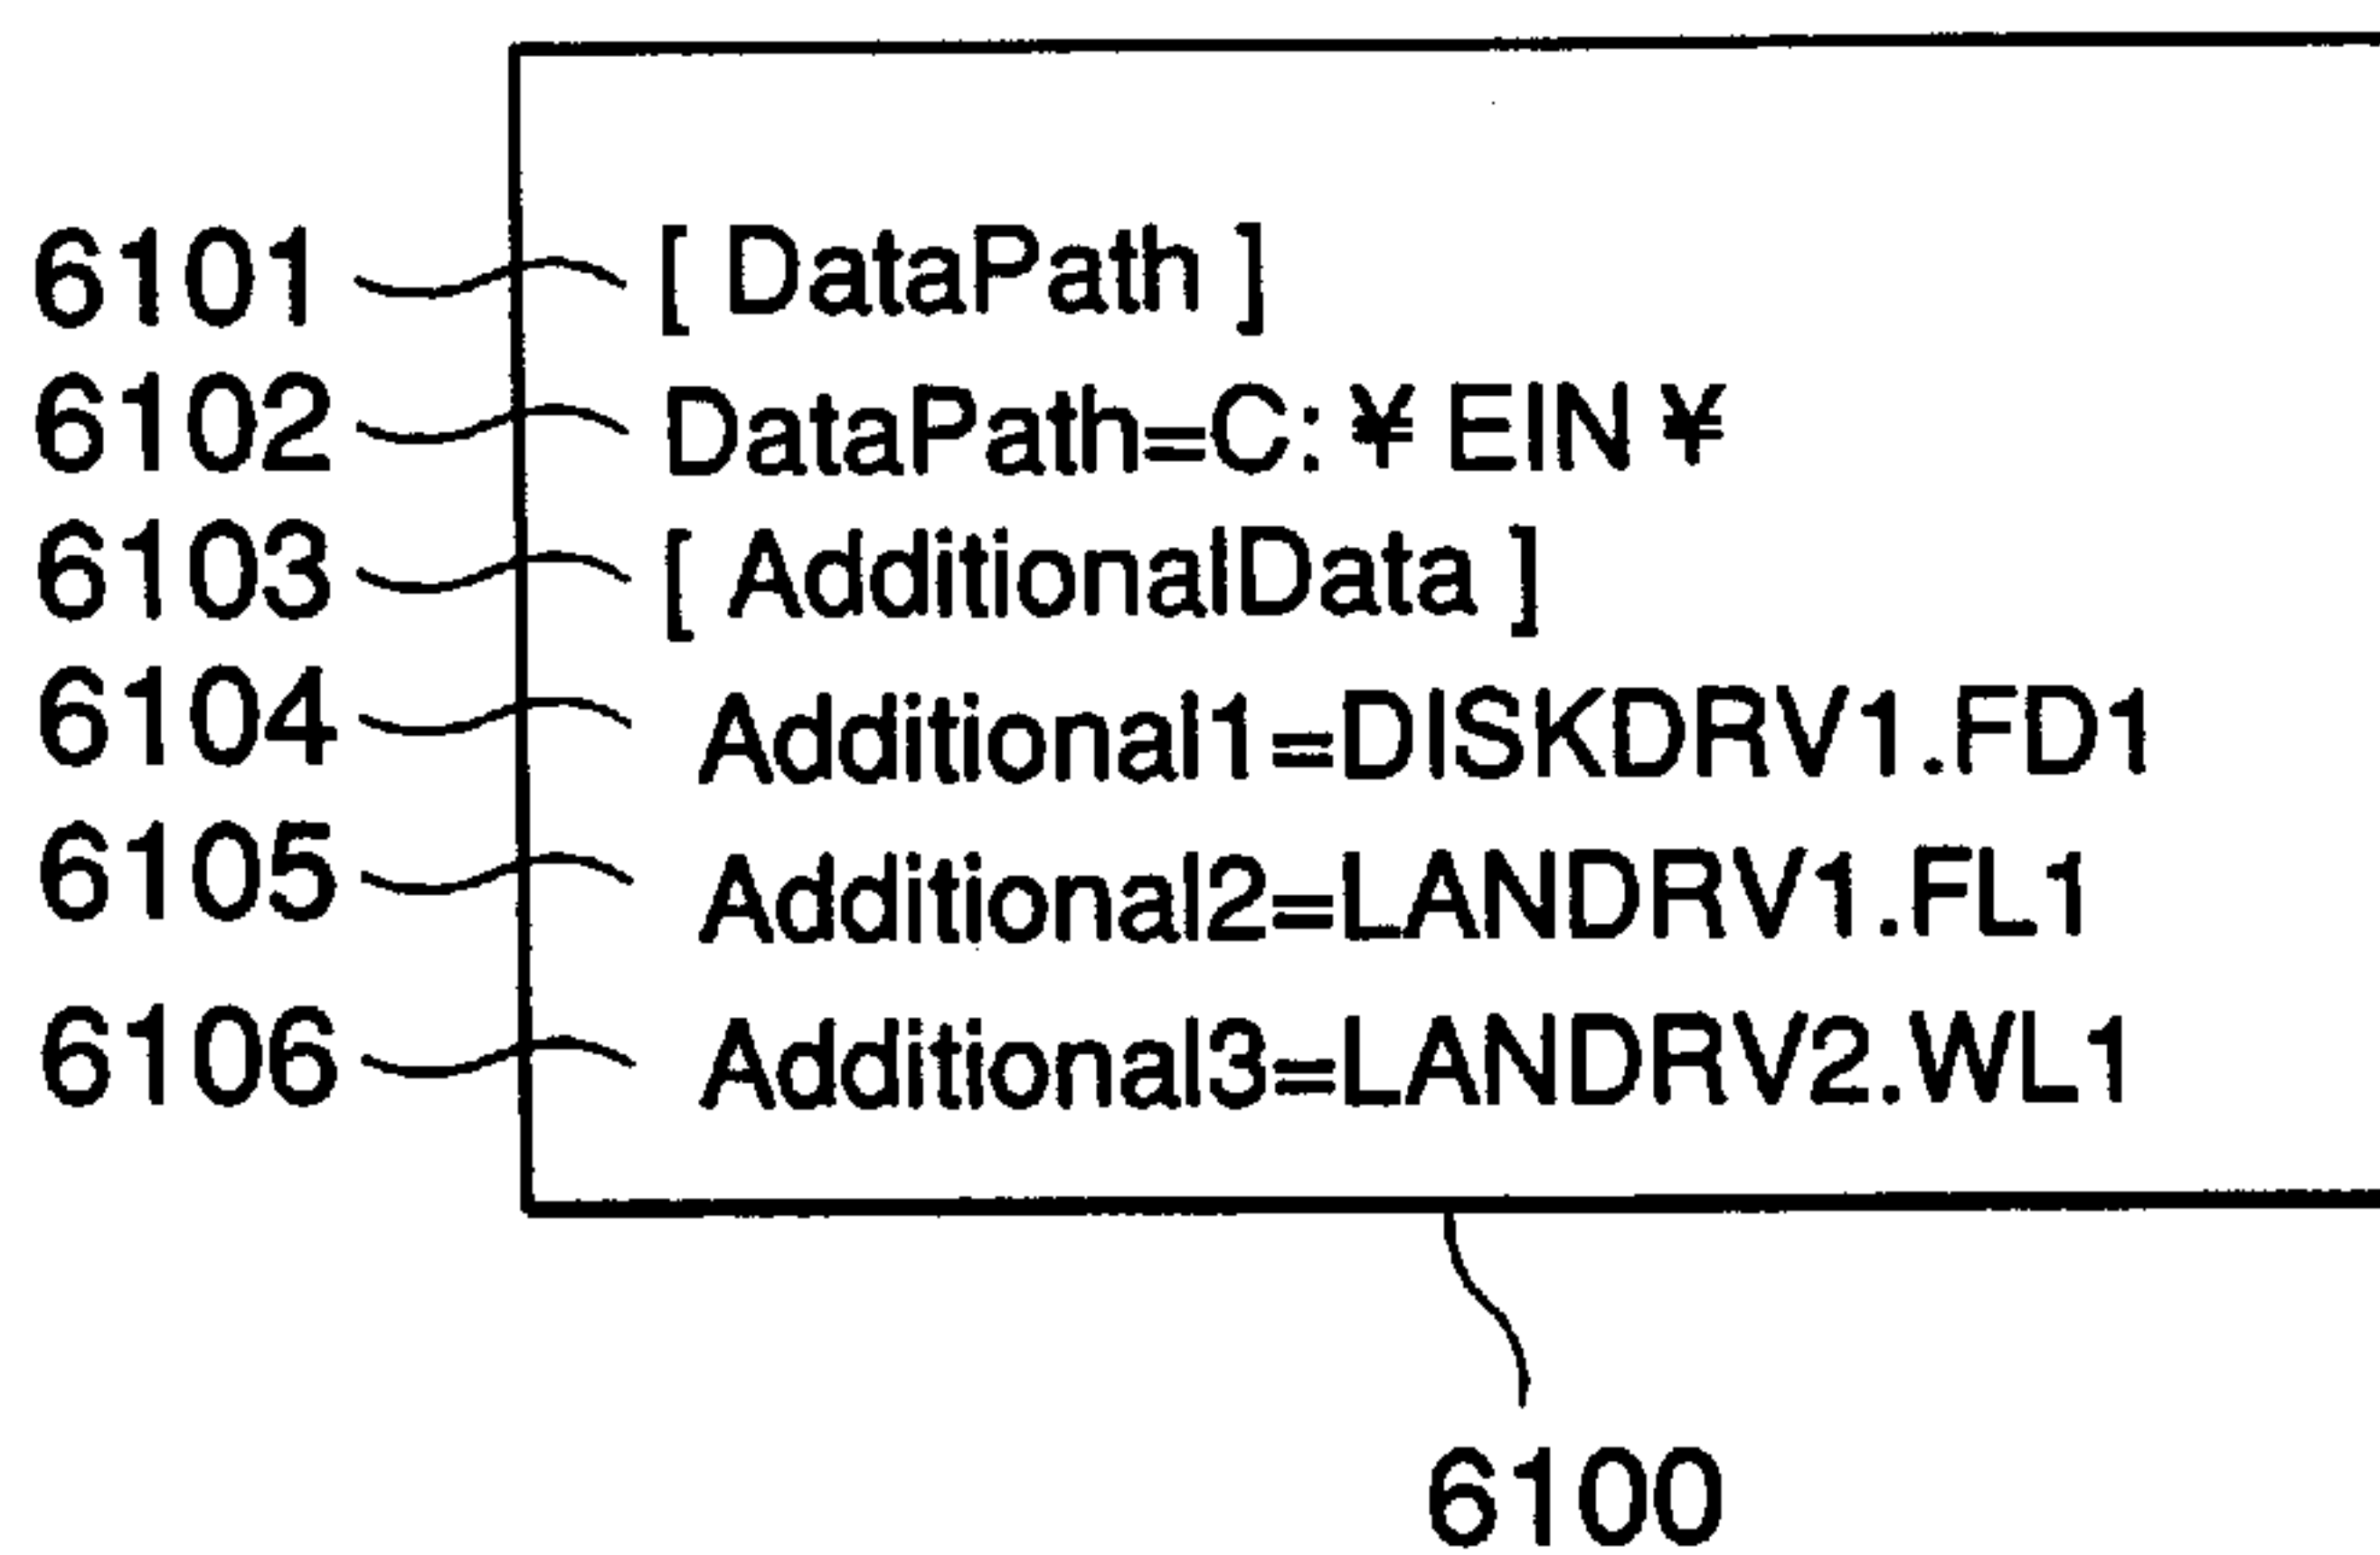 6101 [ DataPath ]
6102 DataPath=C:¥EIN¥
6103 [ AdditionalData ]
6104 Additional1=DISKDRV1.FD1
6105 Additional2=LANDRV1.FL1
6106 Additional3=LANDRV2.WL1
6100